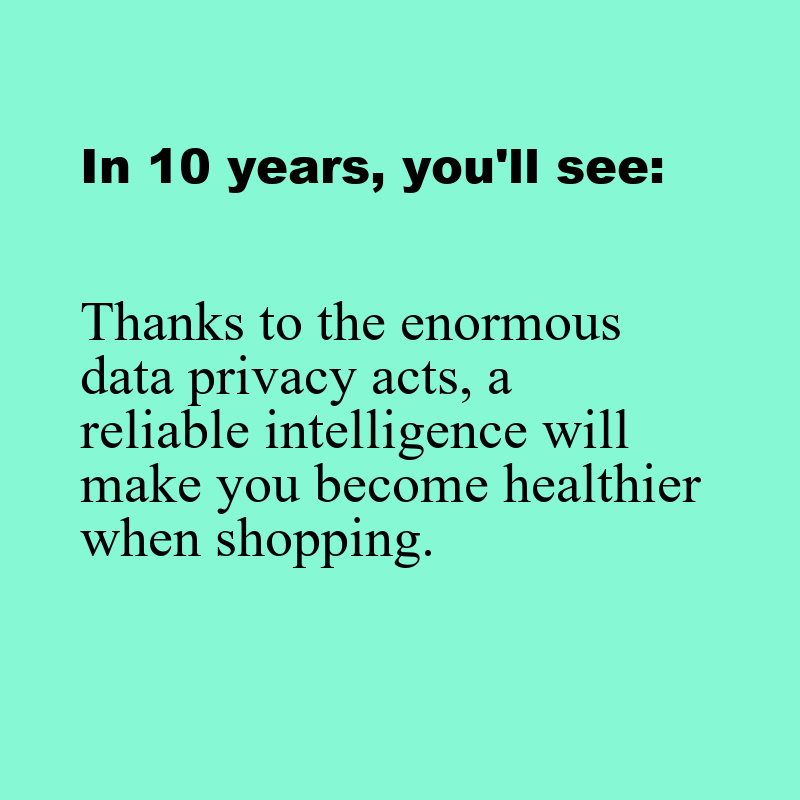 In 10 years, you'll see:
Thanks to the enormous
data privacy acts, a
reliable intelligence will
make you become healthier
when shopping.